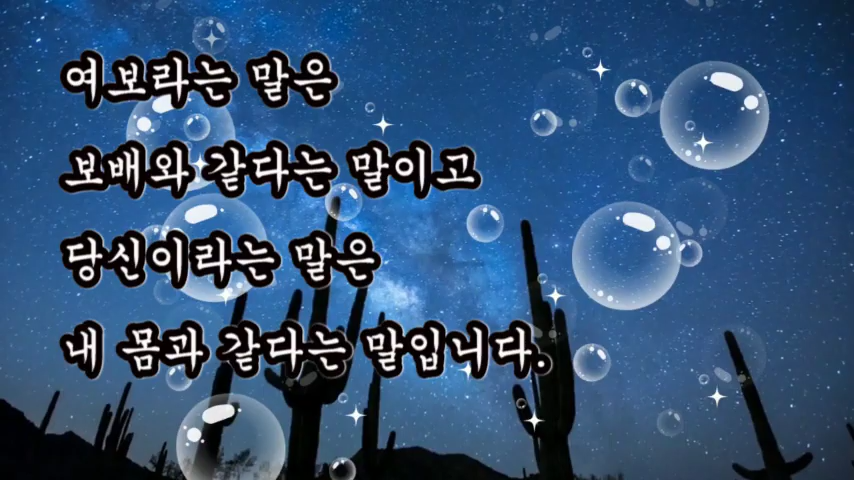 여보라는 말은
보배와 같다는 말이고
당신이라는 말은
내 몸과 같다는 말입니다.